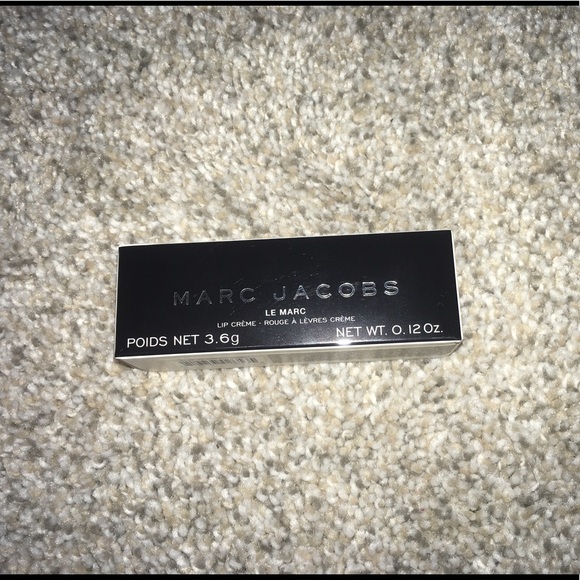 MARC JACOBS
LE MARC
LIP CRÈME - ROUGE À LÈVRES CRÈME
POIDS NET 3.6g NET WT. 0.12 Oz.